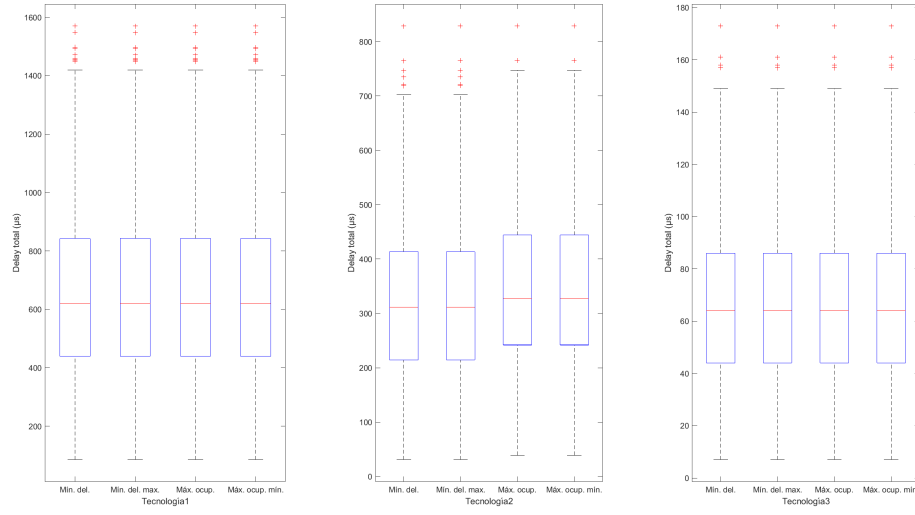 1600
1400
1200
1000
800
600
400
200
Delay total (µs)
Mín. del.
Mín. del. max.
Máx. ocup.
Máx. ocup. mín.
Tecnología1
800
700
600
500
400
300
200
100
0
Delay total (µs)
Mín. del.
Mín. del. max.
Máx. ocup.
Máx. ocup. mín.
Tecnología2
180
160
140
120
100
80
60
40
20
0
Delay total (µs)
Mín. del.
Mín. del. max.
Máx. ocup.
Máx. ocup. mín.
Tecnología3